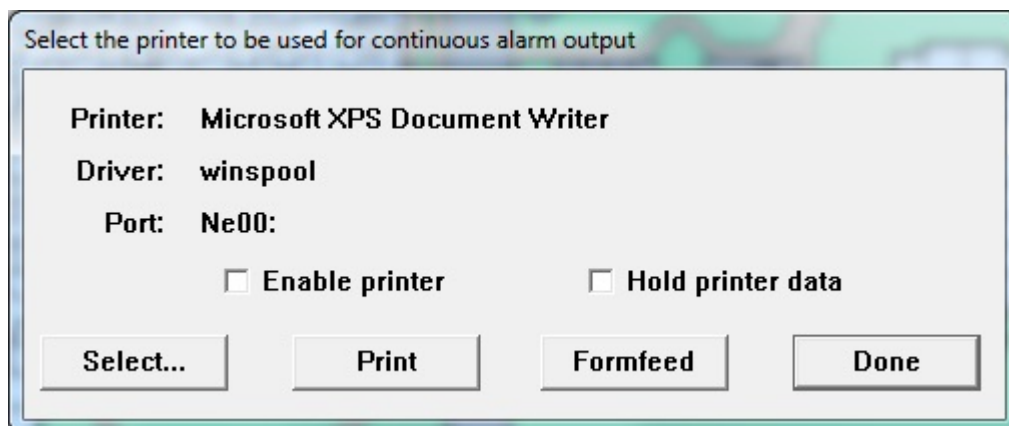 Select the printer to be used for continuous alarm output
Printer: Microsoft XPS Document Writer
Driver: winspool
Port: Ne00:
Enable printer Hold printer data
Select... Print Formfeed Done